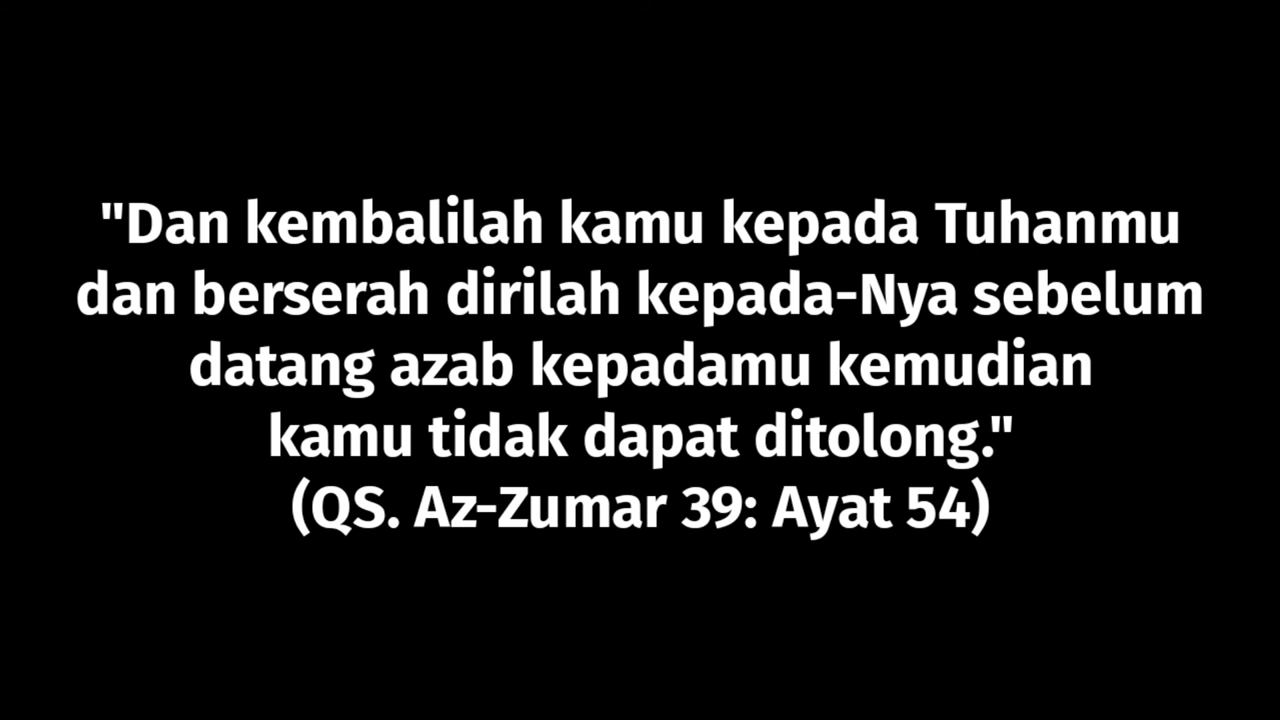 "Dan kembalilah kamu kepada Tuhanmu
dan berserah dirilah kepada-Nya sebelum
datang azab kepadamu kemudian
kamu tidak dapat ditolong."
(QS. Az-Zumar 39: Ayat 54)